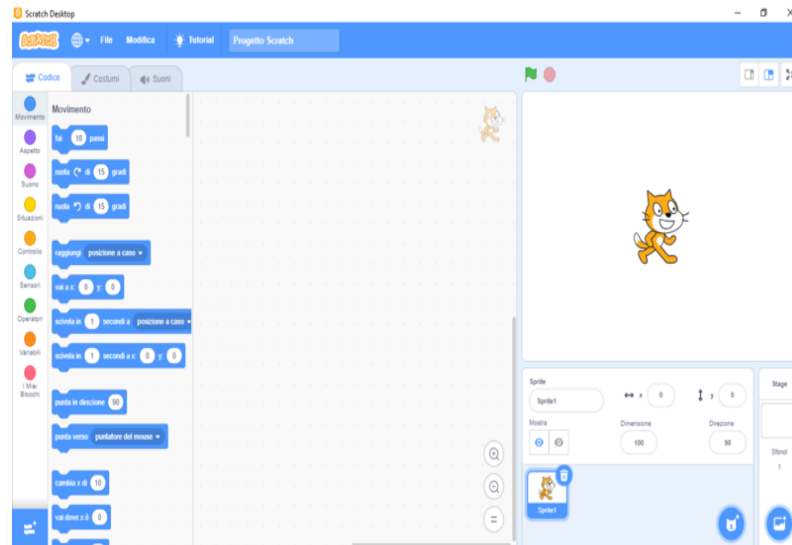 Scratch Desktop
SCRATCH File Modifica Tutorial Progetto Scratch
Codice Costumi Suoni
Movimento
Aspetto
Suono
Situazioni
Controllo
Sensori
Operatori
Variabili
I Miei
Blocchi
Movimento
fai 10 passi
ruota di 15 gradi
ruota di 15 gradi
raggiungi posizione a caso
vai a x: 0 y: 0
scivola in 1 secondi a posizione a caso
scivola in 1 secondi a x: 0 y: 0
punta in direzione 90
punta verso puntatore del mouse
cambia x di 10
vai dove x è 0
Sprite
Sprite1 x 0 y 0
Mostra Dimensione Direzione
100 90
Sprite1
Stage
Sfondi
1